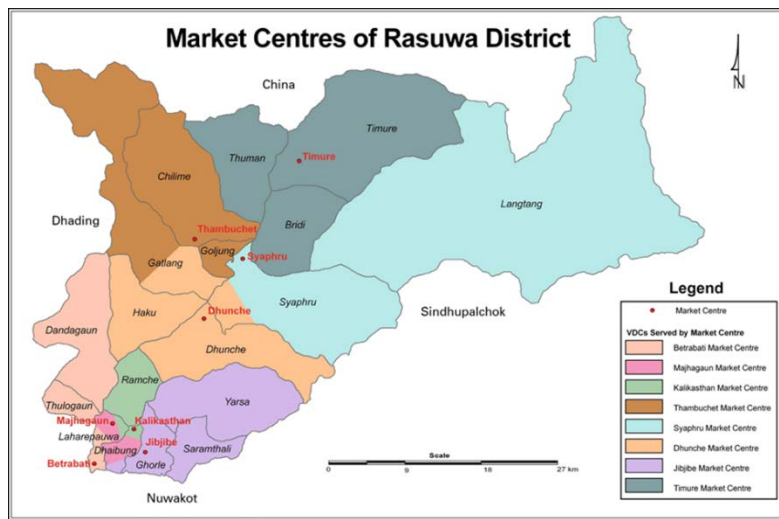 Market Centres of Rasuwa District
N
China
Timure
Thuman
Timure
Chilime
Langtang
Dhading
Thambuchet
Bridi
Goljung
Gatlang
Syaphru
Legend
Market Centre
VDCs Served by Market Centre
Betrabati Market Centre
Majhagaun Market Centre
Kalikasthan Market Centre
Thambuchet Market Centre
Syaphru Market Centre
Dhunche Market Centre
Jibjibe Market Centre
Timure Market Centre
Syaphru
Sindhupalchok
Haku
Dhunche
Dandagaun
Dhunche
Ramche
Yarsa
Thulogaun
Majhagaun
Kalikasthan
Laharepauwa
Jibjibe
Saramthali
Dhaibung
Ghorle
Betrabati
Scale
0 9 18 27 km
Nuwakot